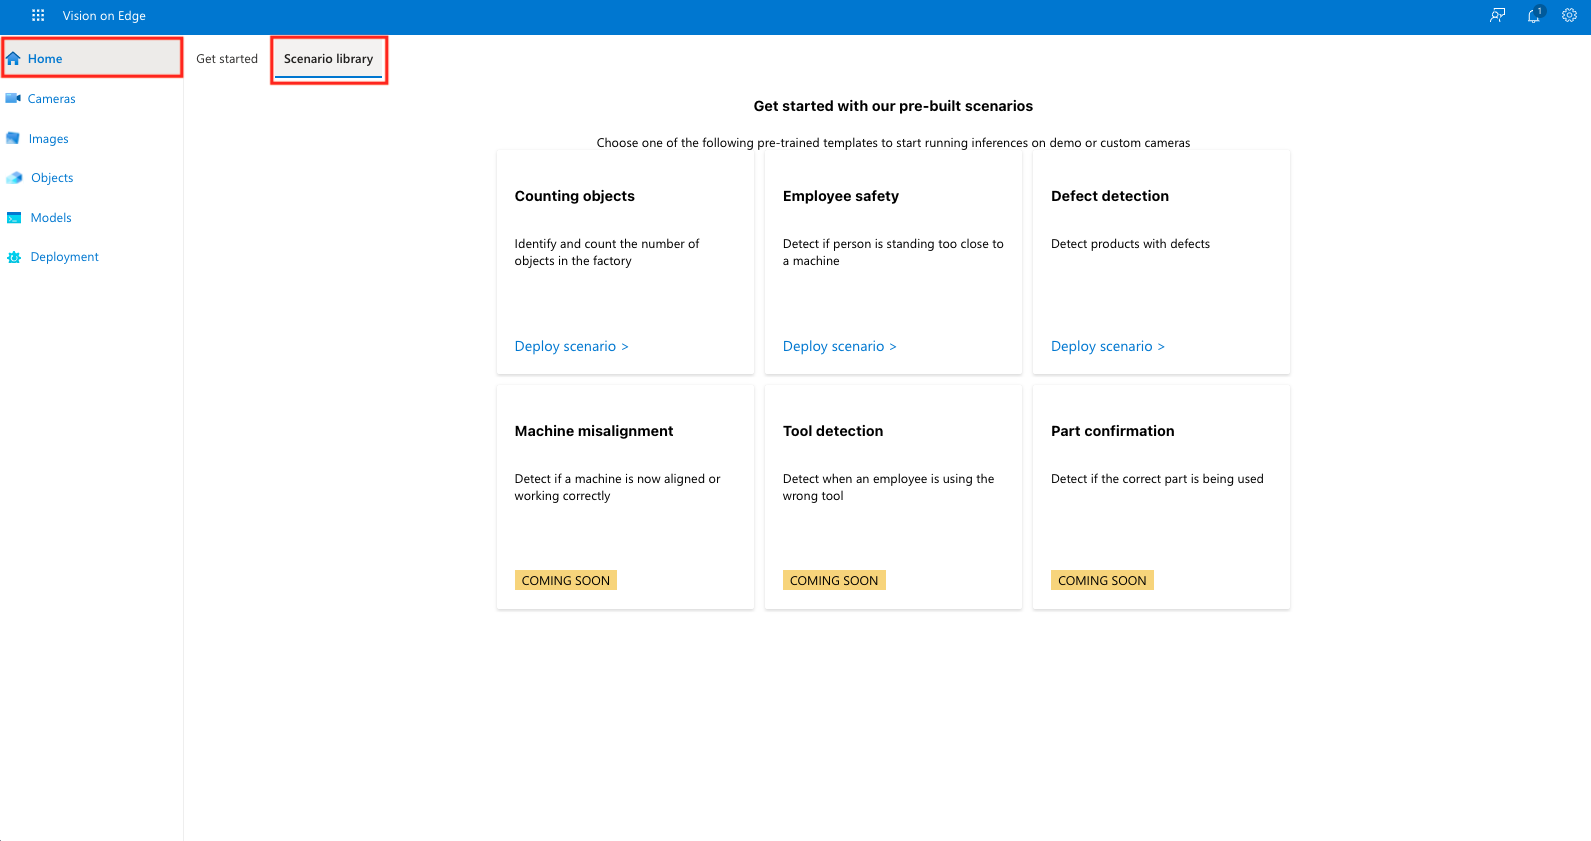 Vision on Edge
1
Home
Cameras
Images
Objects
Models
Deployment
Get started
Scenario library
Get started with our pre-built scenarios
Choose one of the following pre-trained templates to start running inferences on demo or custom cameras
Counting objects
Identify and count the number of
objects in the factory
Deploy scenario >
Employee safety
Detect if person is standing too close to
a machine
Deploy scenario >
Defect detection
Detect products with defects
Deploy scenario >
Machine misalignment
Detect if a machine is now aligned or
working correctly
COMING SOON
Tool detection
Detect when an employee is using the
wrong tool
COMING SOON
Part confirmation
Detect if the correct part is being used
COMING SOON